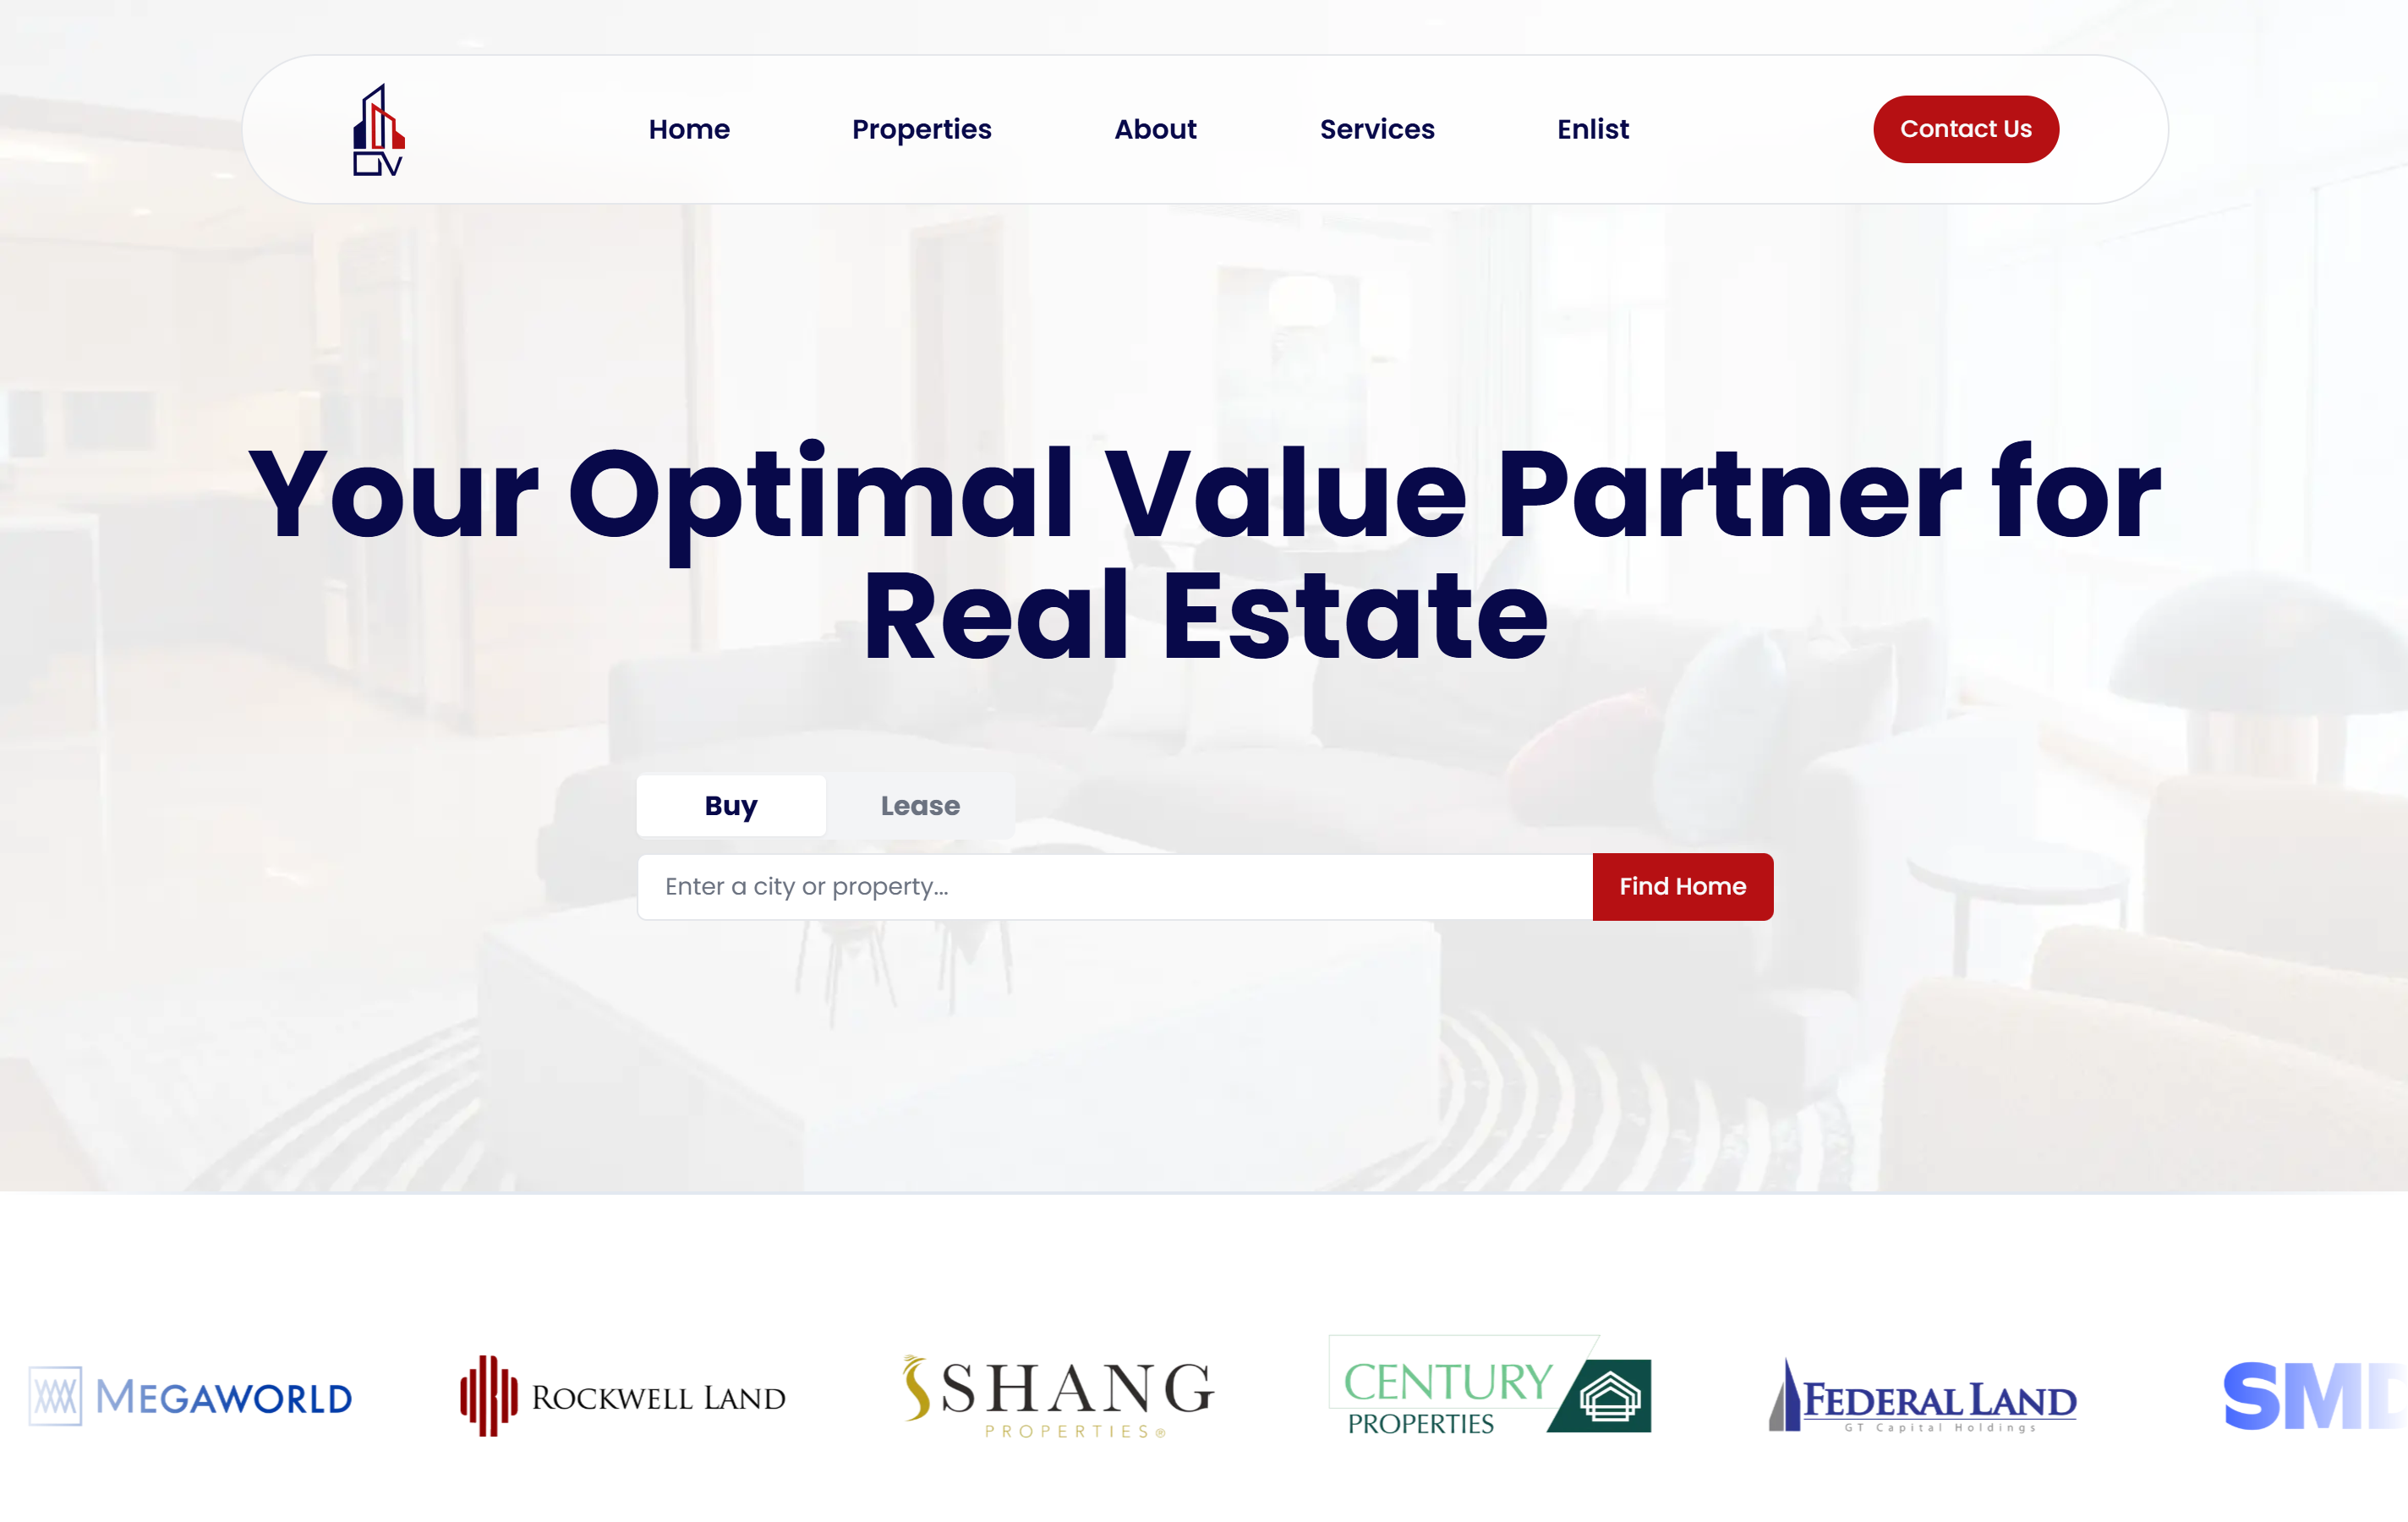 OV
Home
Properties
About
Services
Enlist
Contact Us
Your Optimal Value Partner for
Real Estate
Buy
Lease
Enter a city or property...
Find Home
MEGAWORLD
ROCKWELL LAND
SHANG
PROPERTIES®
CENTURY
PROPERTIES
FEDERAL LAND
GT Capital Holdings
SM